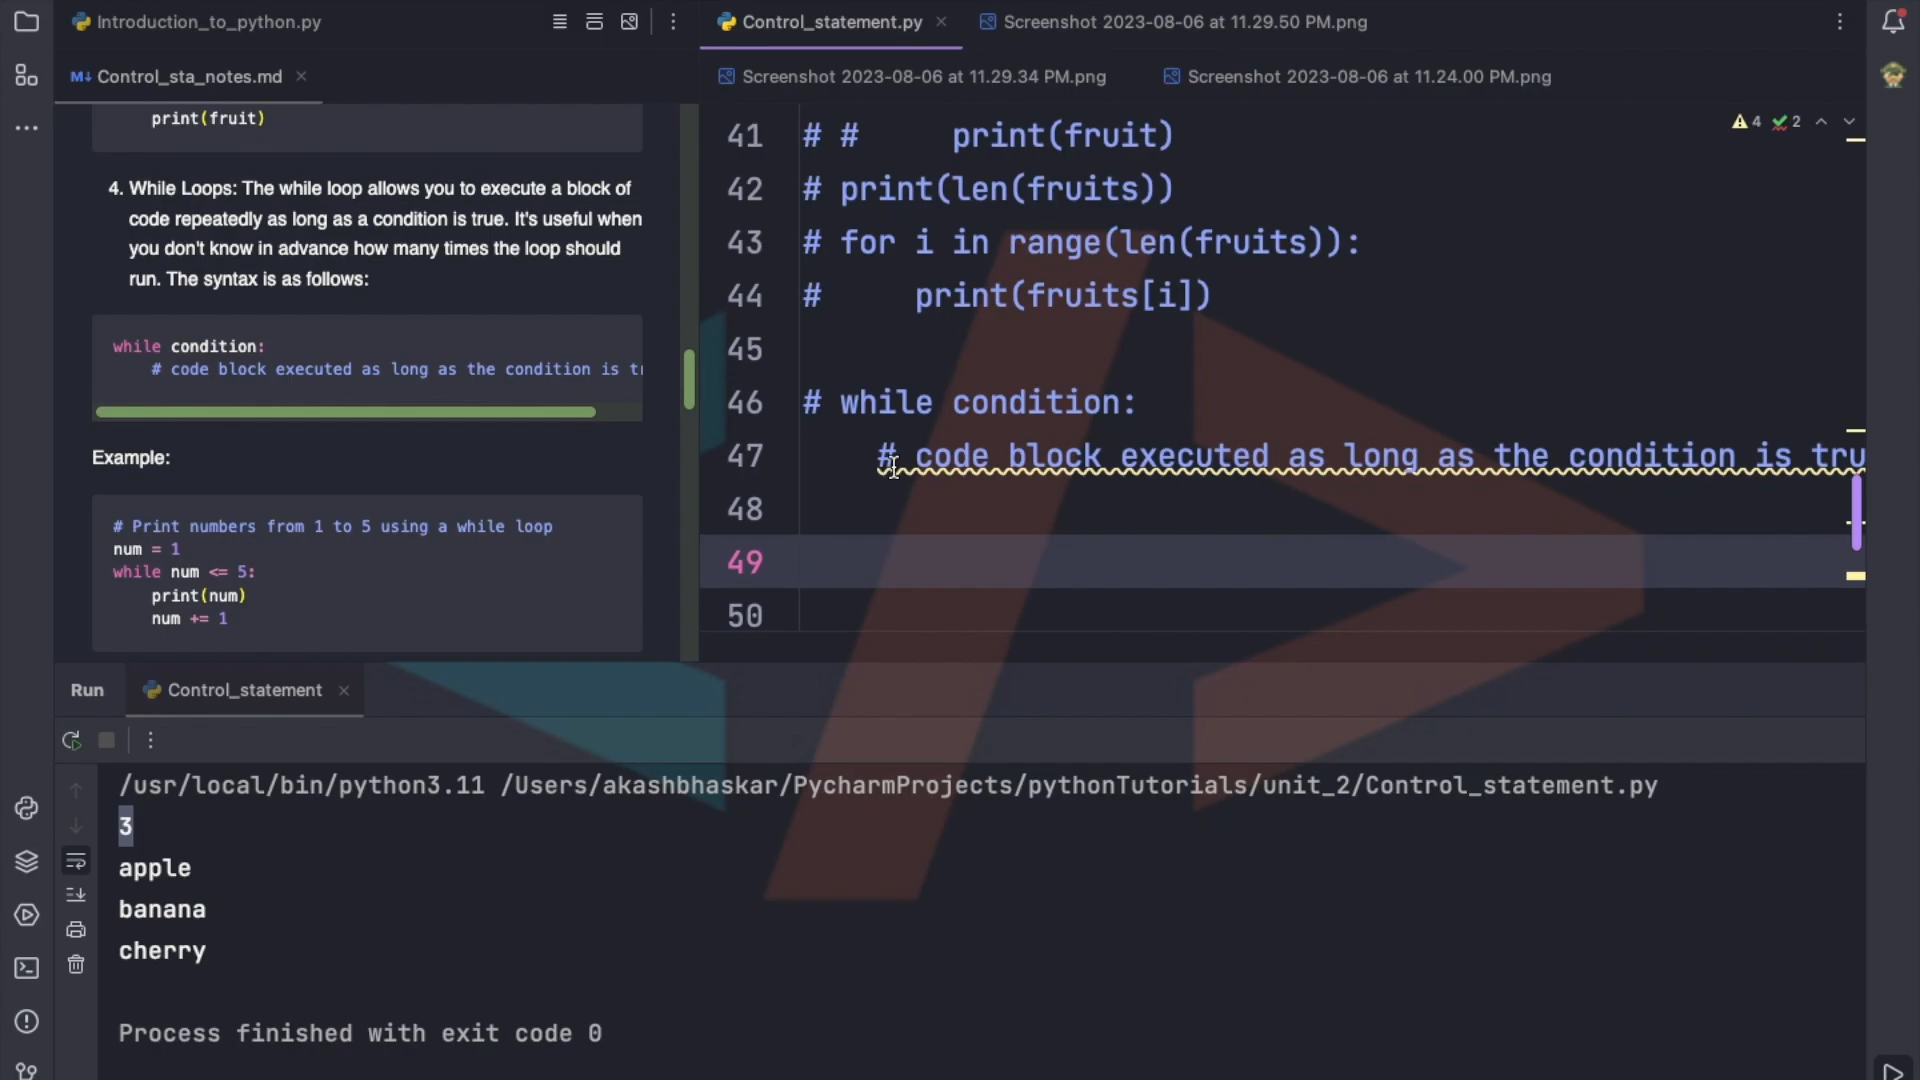 Introduction_to_python.py
Control_statement.py
Screenshot 2023-08-06 at 11.29.50 PM.png
M↓ Control_sta_notes.md
Screenshot 2023-08-06 at 11.29.34 PM.png
Screenshot 2023-08-06 at 11.24.00 PM.png
print(fruit)
4. While Loops: The while loop allows you to execute a block of
code repeatedly as long as a condition is true. It's useful when
you don't know in advance how many times the loop should
run. The syntax is as follows:
while condition:
# code block executed as long as the condition is tr
Example:
# Print numbers from 1 to 5 using a while loop
num = 1
while num <= 5:
print(num)
num += 1
4 2
41 # # print(fruit)
42 # print(len(fruits))
43 # for i in range(len(fruits)):
44 # print(fruits[i])
45
46 # while condition:
47 # code block executed as long as the condition is tru
48
49
50
Run
Control_statement
/usr/local/bin/python3.11 /Users/akashbhaskar/PycharmProjects/pythonTutorials/unit_2/Control_statement.py
3
apple
banana
cherry
Process finished with exit code 0